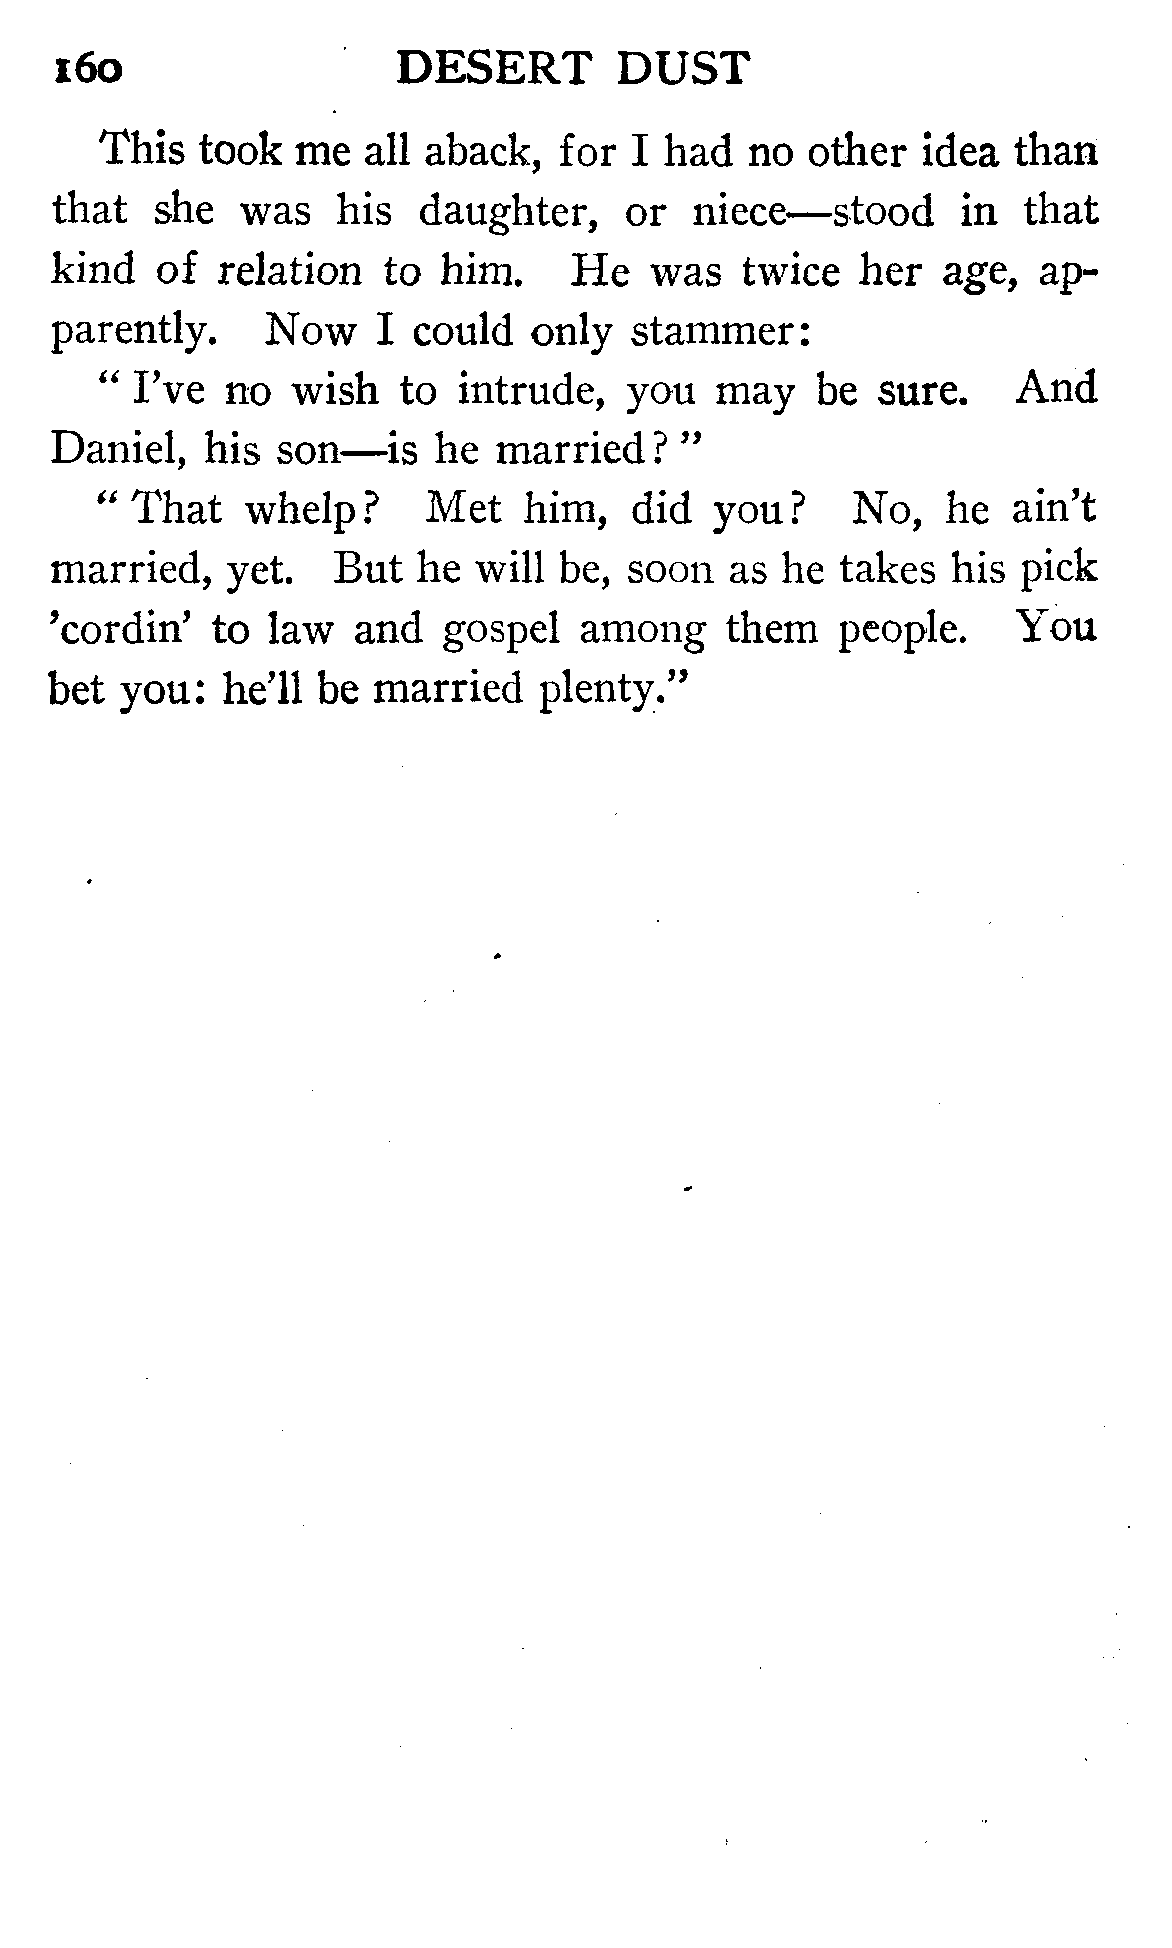 160 DESERT DUST
This took me all aback, for I had no other idea than
that she was his daughter, or niece—stood in that
kind of relation to him. He was twice her age, ap-
parently. Now I could only stammer:
“ I’ve no wish to intrude, you may be sure. And
Daniel, his son—is he married? ”
“ That whelp? Met him, did you? No, he ain’t
married, yet. But he will be, soon as he takes his pick
’cordin’ to law and gospel among them people. You
bet you: he’ll be married plenty.”